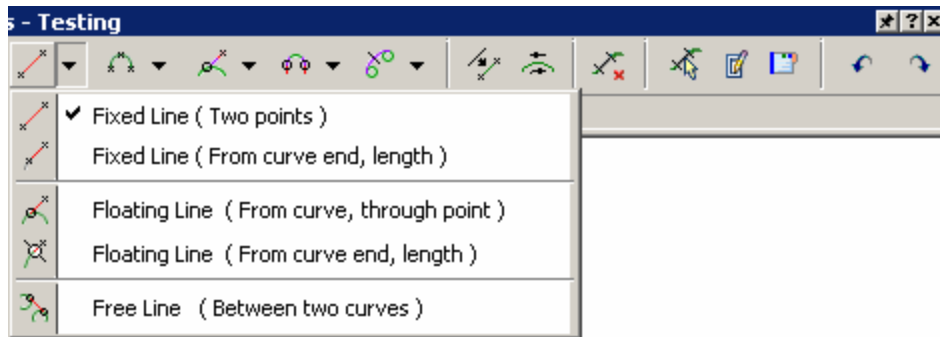 s - Testing
Fixed Line ( Two points )
Fixed Line ( From curve end, length )
Floating Line ( From curve, through point )
Floating Line ( From curve end, length )
Free Line ( Between two curves )